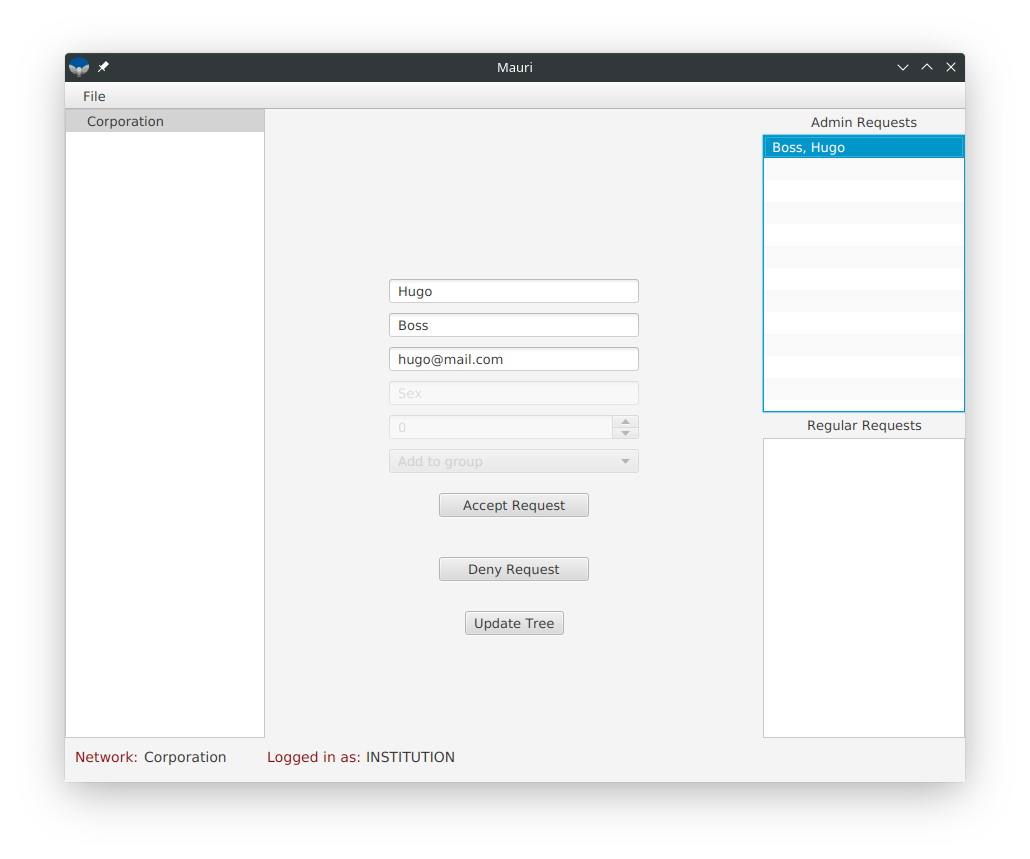 Mauri
File
Corporation
Admin Requests
Boss, Hugo
Hugo
Boss
hugo@mail.com
Sex
0
Add to group
Accept Request
Deny Request
Update Tree
Regular Requests
Network: Corporation Logged in as: INSTITUTION